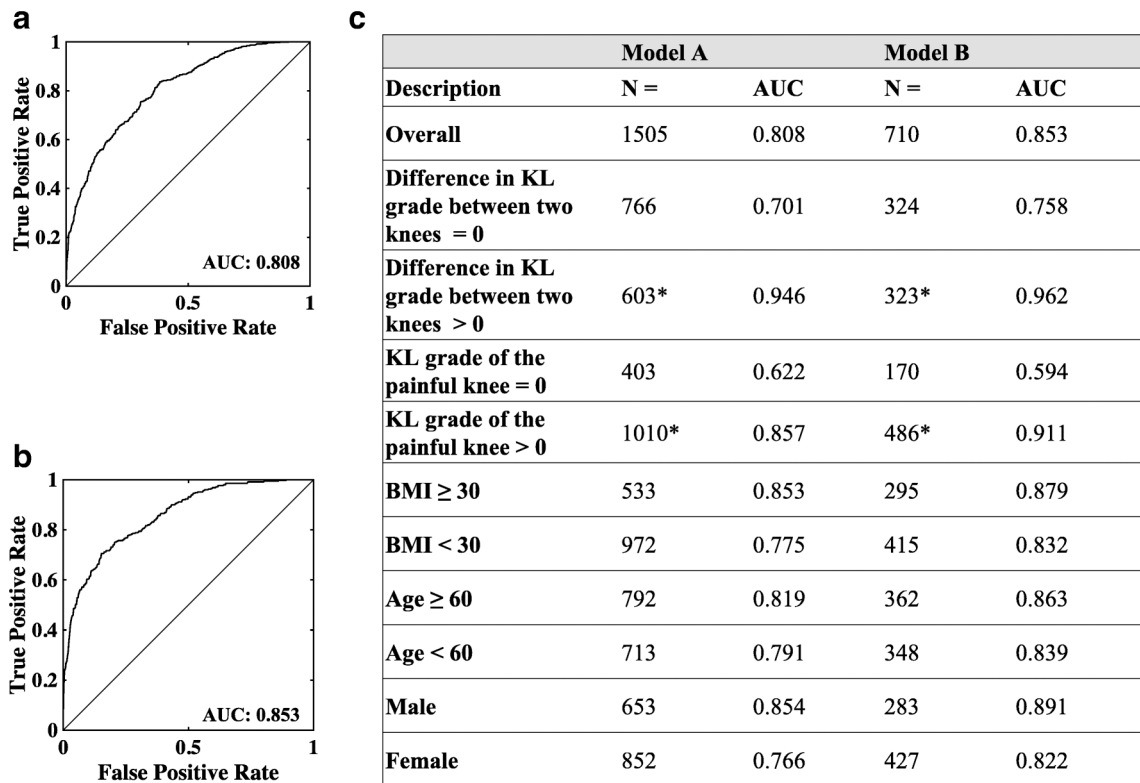 a
1
0.8
0.6
0.4
0.2
0
True Positive Rate
AUC: 0.808
0
0.5
1
False Positive Rate
b
1
0.8
0.6
0.4
0.2
0
True Positive Rate
AUC: 0.853
0
0.5
1
False Positive Rate
c
Model A Model B
Description N = AUC N = AUC
Overall 1505 0.808 710 0.853
Difference in KL
grade between two 766 0.701 324 0.758
knees = 0
Difference in KL
grade between two 603* 0.946 323* 0.962
knees > 0
KL grade of the
painful knee = 0 403 0.622 170 0.594
KL grade of the
painful knee > 0 1010* 0.857 486* 0.911
BMI ≥ 30 533 0.853 295 0.879
BMI < 30 972 0.775 415 0.832
Age ≥ 60 792 0.819 362 0.863
Age < 60 713 0.791 348 0.839
Male 653 0.854 283 0.891
Female 852 0.766 427 0.822